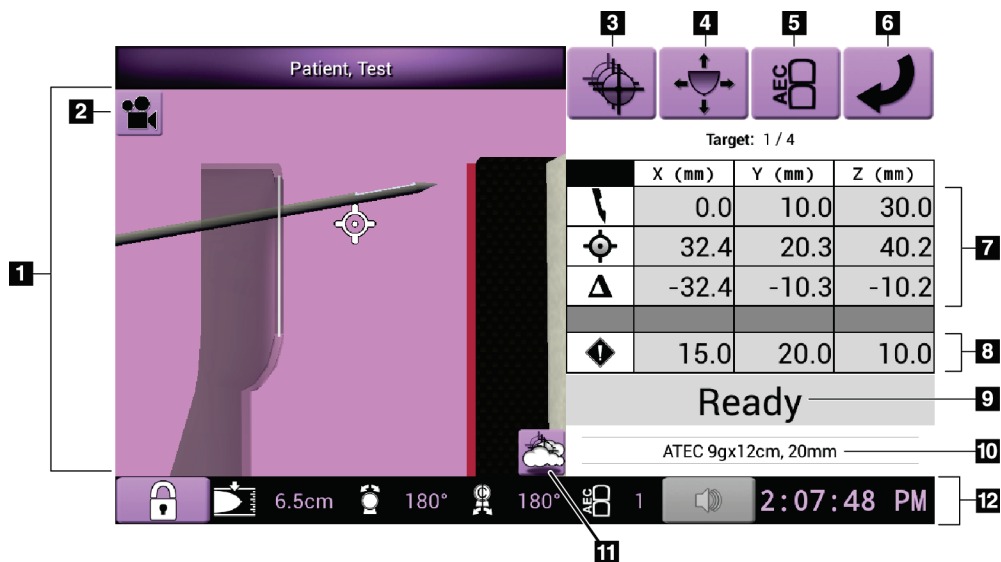 3 4 5 6
Patient, Test
AEC
1
2
Target: 1 / 4
X (mm) Y (mm) Z (mm)
0.0 10.0 30.0
32.4 20.3 40.2
Δ -32.4 -10.3 -10.2
7
! 15.0 20.0 10.0
8
Ready
9
ATEC 9gx12cm, 20mm
10
6.5cm 180° C 180° AEC 1 2:07:48 PM
12
11